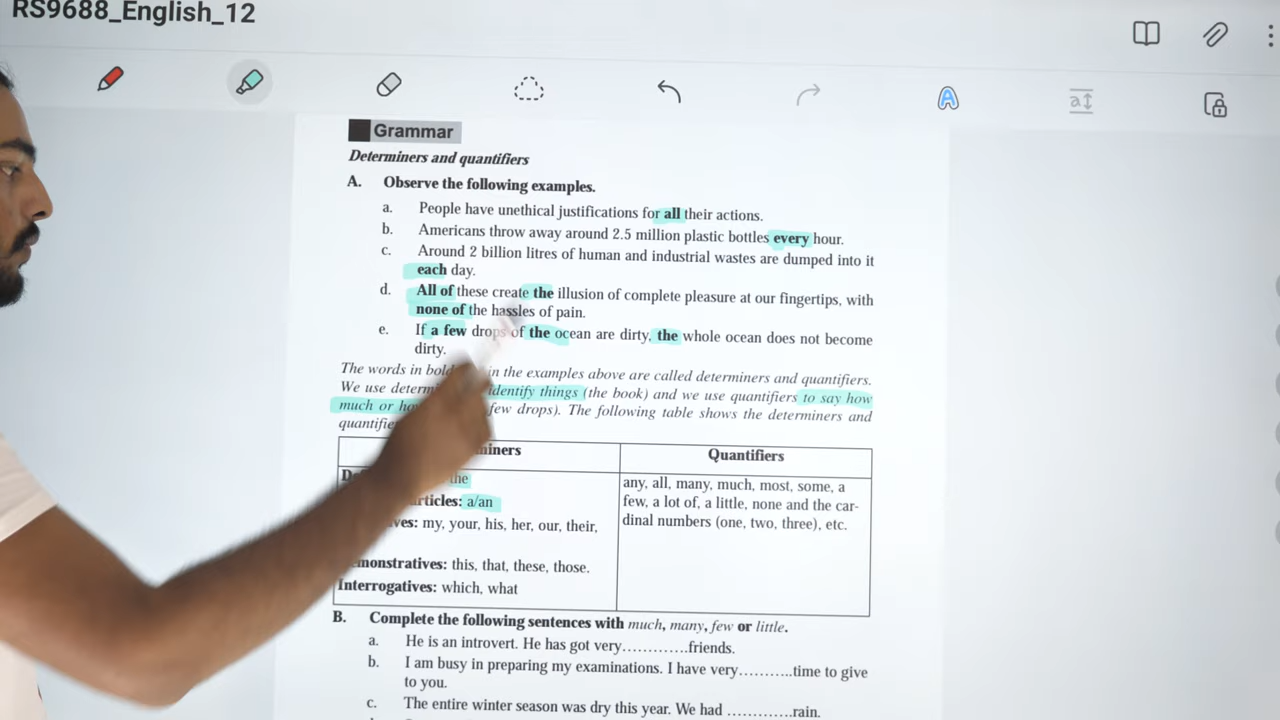 RS9688_English_12
A
a
Grammar
Determiners and quantifiers
A. Observe the following examples.
a. People have unethical justifications for all their actions.
b. Americans throw away around 2.5 million plastic bottles every hour.
c. Around 2 billion litres of human and industrial wastes are dumped into it
each day.
d. All of these create the illusion of complete pleasure at our fingertips, with
none of the hassles of pain.
e. If a few drops of the ocean are dirty, the whole ocean does not become
dirty.
The words in in the examples above are called determiners and quantifiers.
We use identify things (the book) and we use quantifiers to say how
much or few drops). The following table shows the determiners and
Quantifiers
the
any, all, many, much, most, some, a
a/an
few, a lot of, a little, none and the car-
my, your, his, her, our, their,
dinal numbers (one, two, three), etc.
this, that, these, those.
Interrogatives: which, what
B. Complete the following sentences with much, many, few or little.
a. He is an introvert. He has got very.............friends.
b. I am busy in preparing my examinations. I have very...........time to give
to you.
c. The entire winter season was dry this year. We had .............rain.